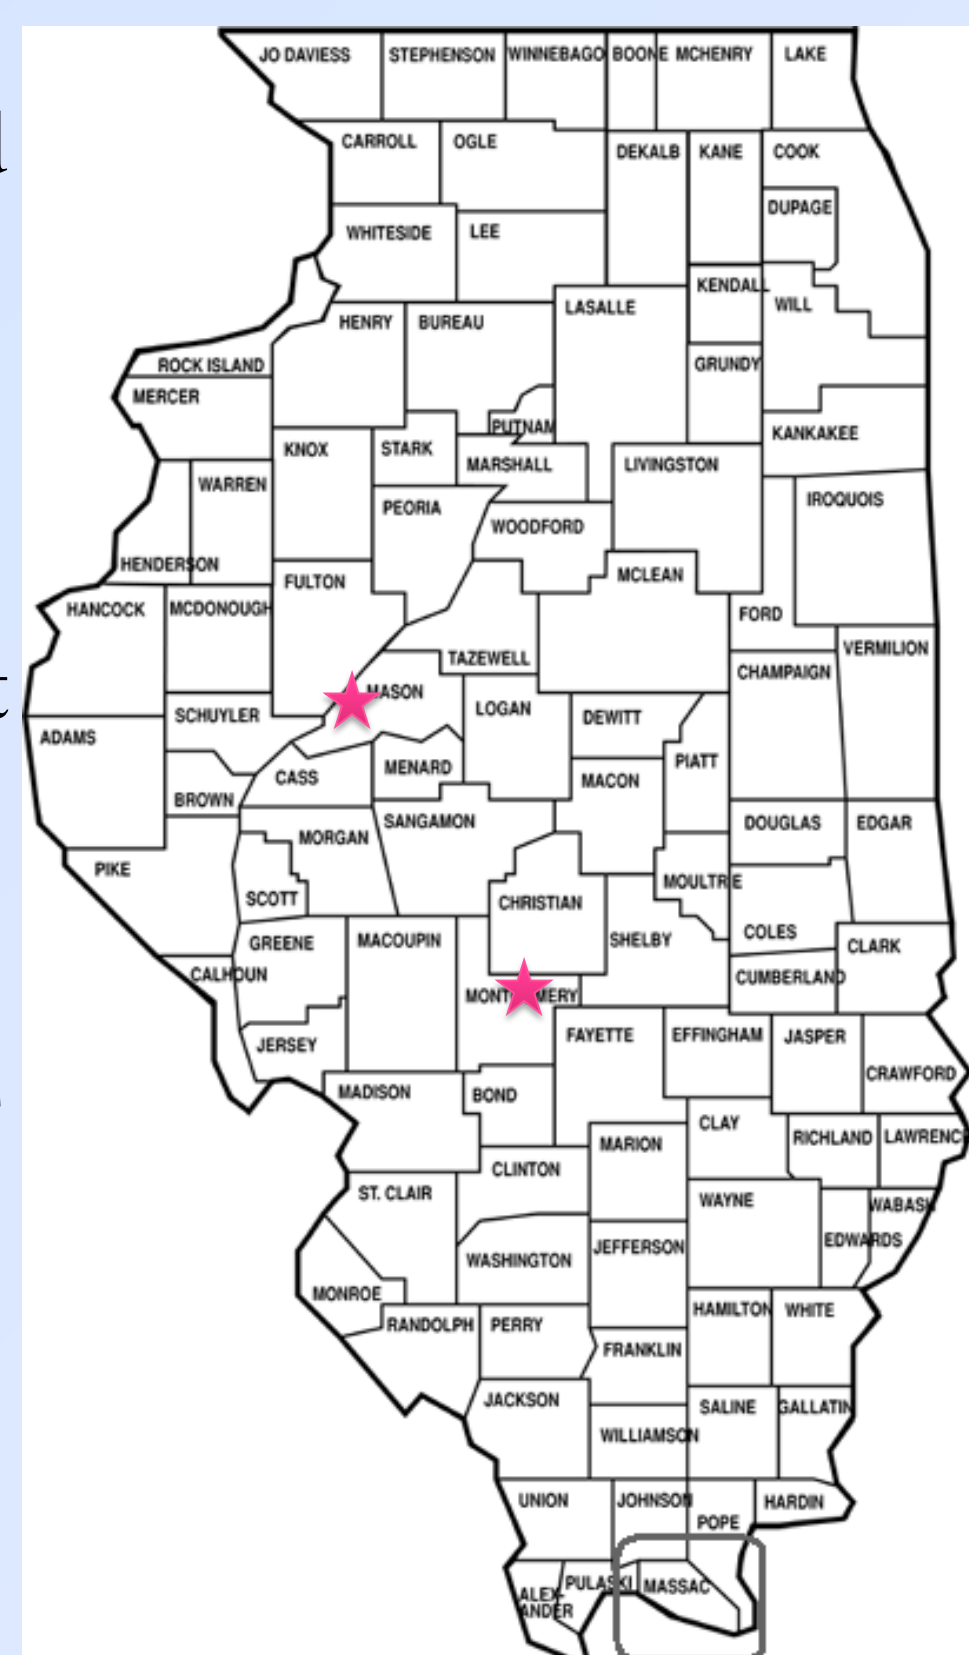 JO DAVIESS STEPHENSON WINNEBAGO BOONE MCHENRY LAKE
CARROLL OGLE DEKALB KANE COOK
DUPAGE
WHITESIDE LEE
KENDALL
LASALLE WILL
HENRY BUREAU
ROCK ISLAND GRUNDY
MERCER
PUTNAM KANKAKEE
KNOX STARK
MARSHALL LIVINGSTON
WARREN
IROQUOIS
PEORIA
WOODFORD
HENDERSON
FULTON MCLEAN
HANCOCK MCDONOUGH FORD
VERMILION
TAZEWELL CHAMPAIGN
MASON
SCHUYLER LOGAN DEWITT
ADAMS
CASS MENARD MACON PIATT
BROWN
SANGAMON DOUGLAS EDGAR
MORGAN
PIKE
MOULTRIE
SCOTT CHRISTIAN
GREENE MACOUPIN SHELBY COLES CLARK
CALHOUN CUMBERLAND
MONT MERY
JERSEY FAYETTE EFFINGHAM JASPER
CRAWFORD
MADISON BOND
CLAY
MARION RICHLAND LAWRENC
CLINTON
ST. CLAIR WAYNE WABASH
EDWARDS
WASHINGTON JEFFERSON
MONROE
HAMILTON WHITE
RANDOLPH PERRY
FRANKLIN
JACKSON SALINE GALLATIN
WILLIAMSON
UNION JOHNSON HARDIN
POPE
PULASKI MASSAC
ALEX-
ANDER